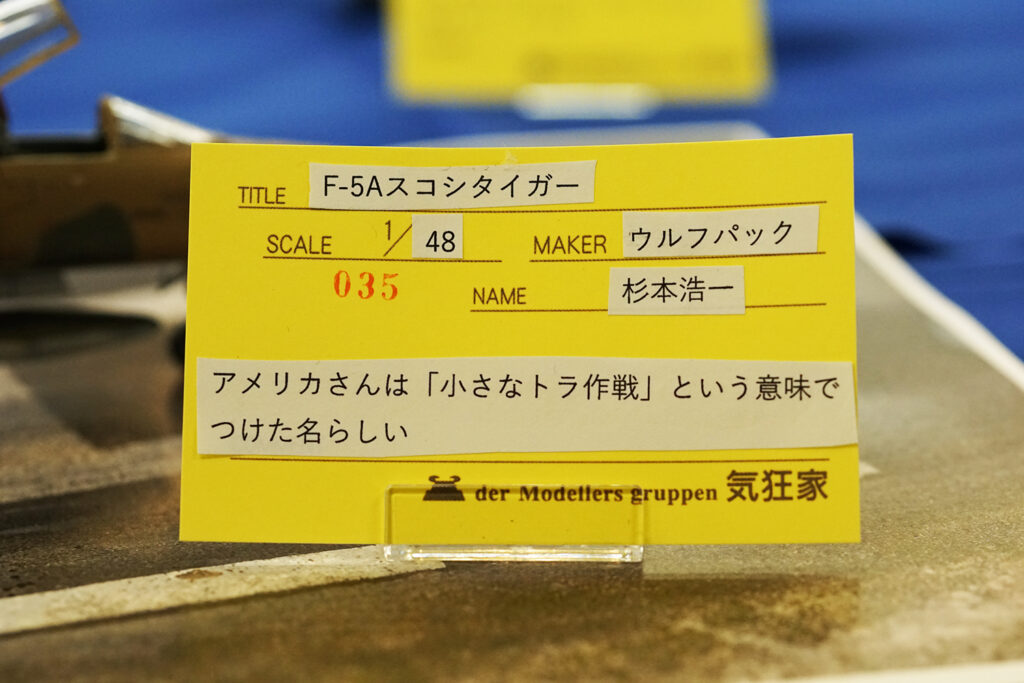 TITLE F-5Aスコシタイガー
SCALE 1/48 MAKER ウルフパック
035 NAME 杉本浩一
アメリカさんは「小さなトラ作戦」という意味で
つけた名らしい
der Modellers gruppen 気狂家